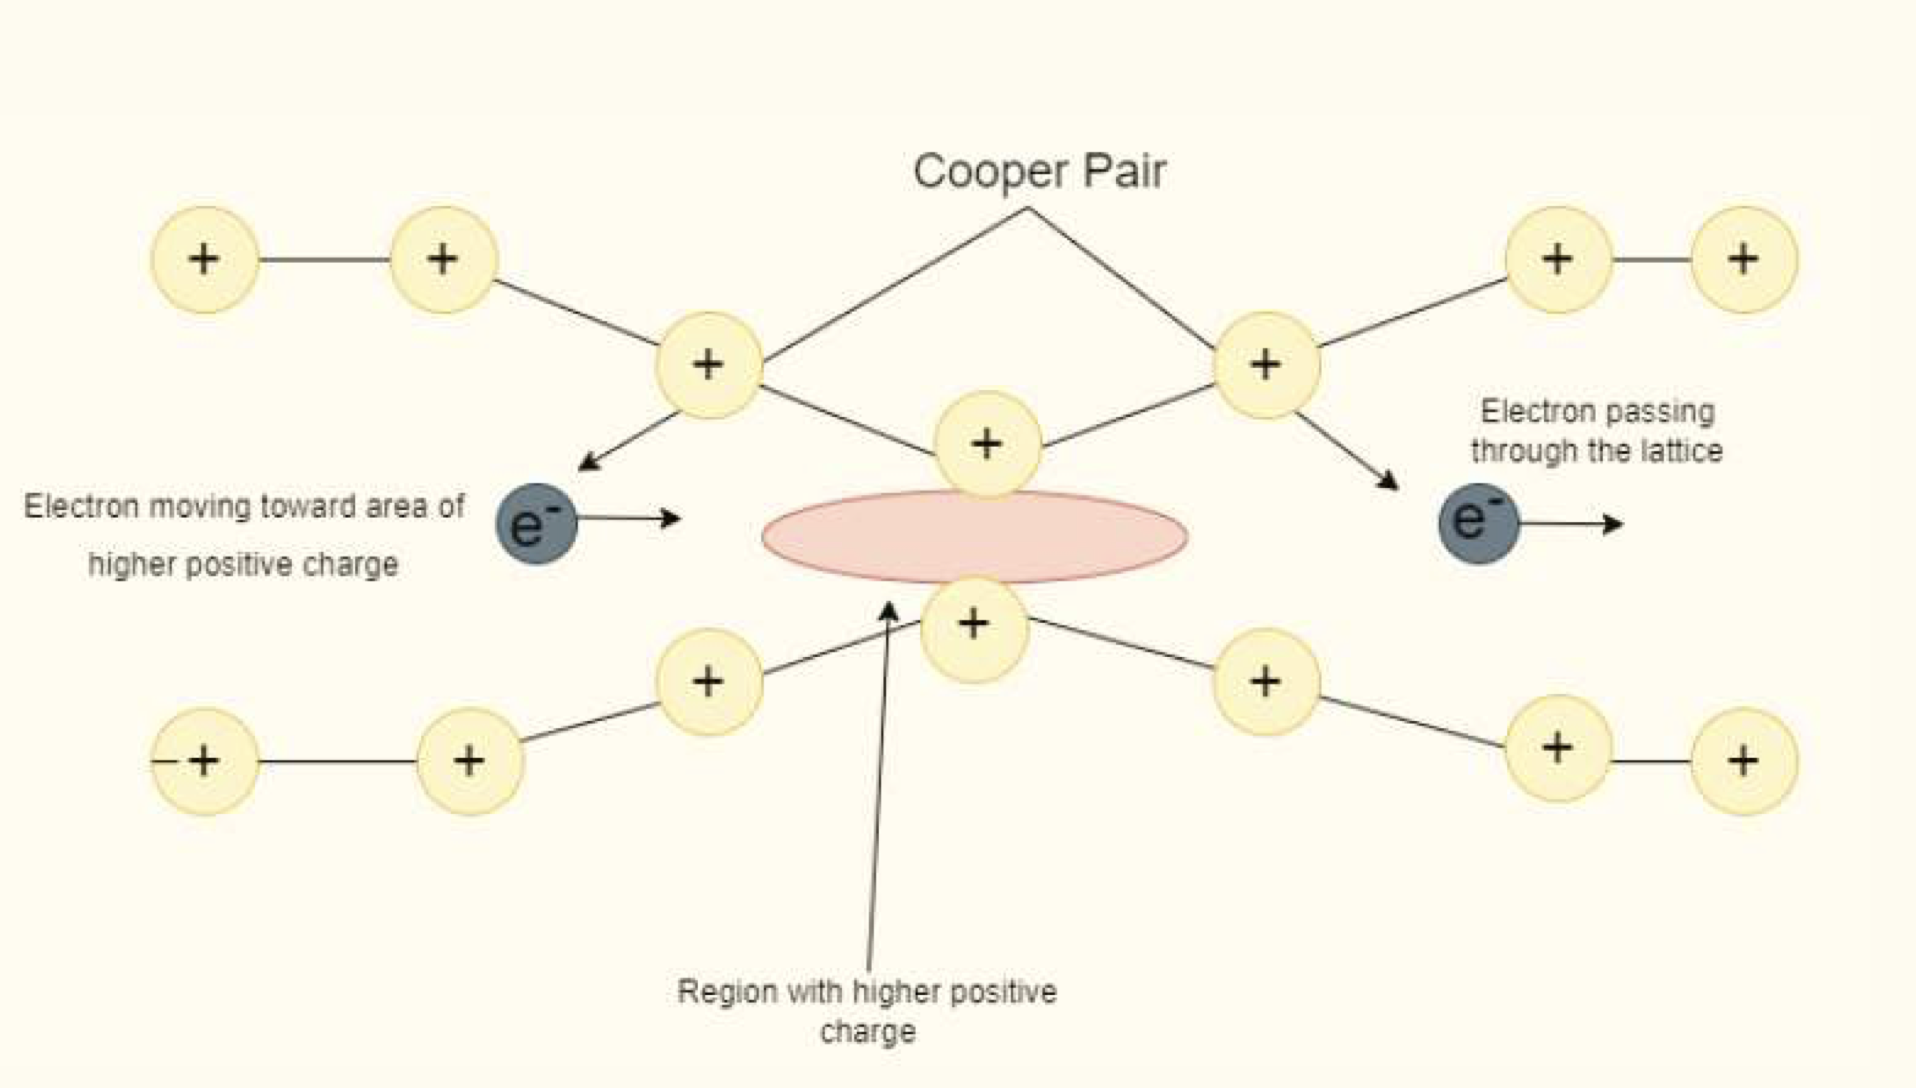 Cooper Pair
+ + + +
+ +
+
Electron passing
through the lattice
Electron moving toward area of
higher positive charge
e-
e-
+
+ +
+ + + +
Region with higher positive
charge